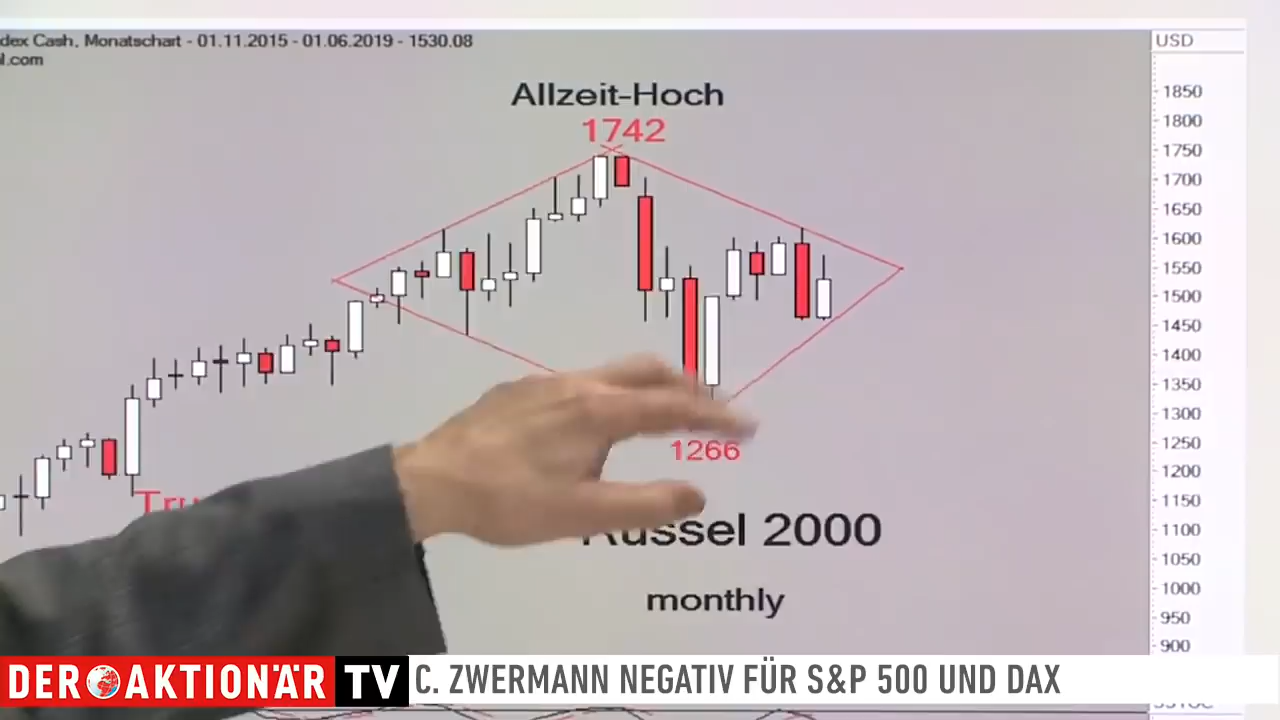 dex Cash, Monatschart - 01.11.2015 - 01.06.2019 - 1530.08
l.com
USD
Allzeit-Hoch
1742
1850
1800
1750
1700
1650
1600
1550
1500
1450
1400
1350
1300
1250
1200
1150
1100
1050
1000
950
900
1266
Tru
Russel 2000
monthly
DER AKTIONÄR TV
C. ZWERMANN NEGATIV FÜR S&P 500 UND DAX